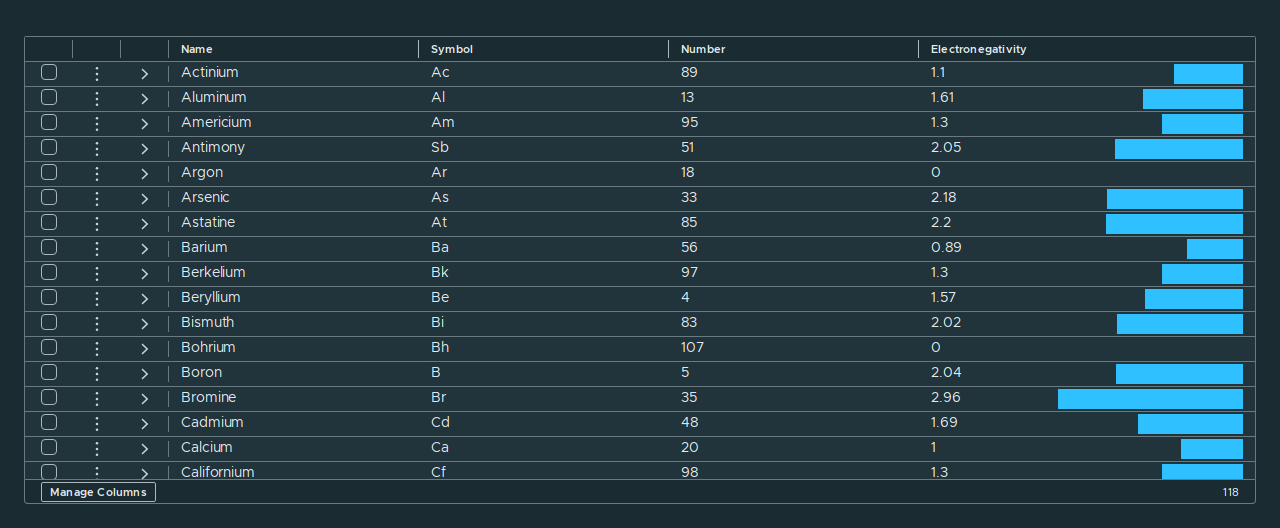 Name Symbol Number Electronegativity
Actinium Ac 89 1.1
Aluminum Al 13 1.61
Americium Am 95 1.3
Antimony Sb 51 2.05
Argon Ar 18 0
Arsenic As 33 2.18
Astatine At 85 2.2
Barium Ba 56 0.89
Berkelium Bk 97 1.3
Beryllium Be 4 1.57
Bismuth Bi 83 2.02
Bohrium Bh 107 0
Boron B 5 2.04
Bromine Br 35 2.96
Cadmium Cd 48 1.69
Calcium Ca 20 1
Californium Cf 98 1.3
Manage Columns 118